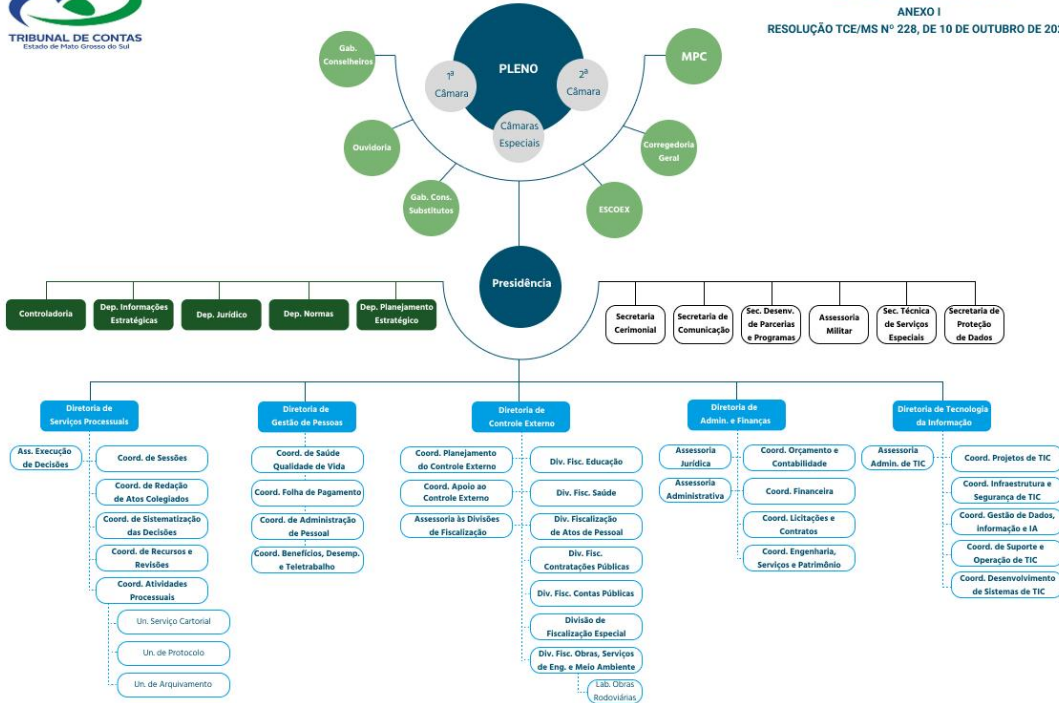 TRIBUNAL DE CONTAS
Estado de Mato Grosso do Sul
ANEXO I
RESOLUÇÃO TCE/MS Nº 228, DE 10 DE OUTUBRO DE 202
Gab.
Conselheiros
PLENO
1ª
Câmara
2ª
Câmara
Câmaras
Especiais
MPC
Ouvidoria
Corregedoria
Geral
Gab. Cons.
Substitutos
ESCOEX
Presidência
Controladoria
Dep. Informações
Estratégicas
Dep. Jurídico
Dep. Normas
Dep. Planejamento
Estratégico
Secretaria
Cerimonial
Secretaria de
Comunicação
Sec. Desenv.
de Parcerias
e Programas
Assessoria
Militar
Sec. Técnica
de Serviços
Especiais
Secretaria de
Proteção
de Dados
Diretoria de
Serviços Processuais
Ass. Execução
de Decisões
Coord. de Sessões
Coord. de Redação
de Atos Colegiados
Coord. de Sistematização
das Decisões
Coord. de Recursos e
Revisões
Coord. Atividades
Processuais
Un. Serviço Cartorial
Un. de Protocolo
Un. de Arquivamento
Diretoria de
Gestão de Pessoas
Coord. de Saúde
Qualidade de Vida
Coord. Folha de Pagamento
Coord. de Administração
de Pessoal
Coord. Benefícios, Desemp.
e Teletrabalho
Diretoria de
Controle Externo
Coord. Planejamento
do Controle Externo
Coord. Apoio ao
Controle Externo
Assessoria às Divisões
de Fiscalização
Div. Fisc. Educação
Div. Fisc. Saúde
Div. Fiscalização
de Atos de Pessoal
Div. Fisc.
Contratações Públicas
Div. Fisc. Contas Públicas
Divisão de
Fiscalização Especial
Div. Fisc. Obras, Serviços
de Eng. e Meio Ambiente
Lab. Obras
Rodoviárias
Diretoria de
Admin. e Finanças
Assessoria
Jurídica
Assessoria
Administrativa
Coord. Orçamento e
Contabilidade
Coord. Financeira
Coord. Licitações e
Contratos
Coord. Engenharia,
Serviços e Patrimônio
Diretoria de Tecnologia
da Informação
Assessoria
Admin. de TIC
Coord. Projetos de TIC
Coord. Infraestrutura e
Segurança de TIC
Coord. Gestão de Dados,
informação e IA
Coord. de Suporte e
Operação de TIC
Coord. Desenvolvimento
de Sistemas de TIC